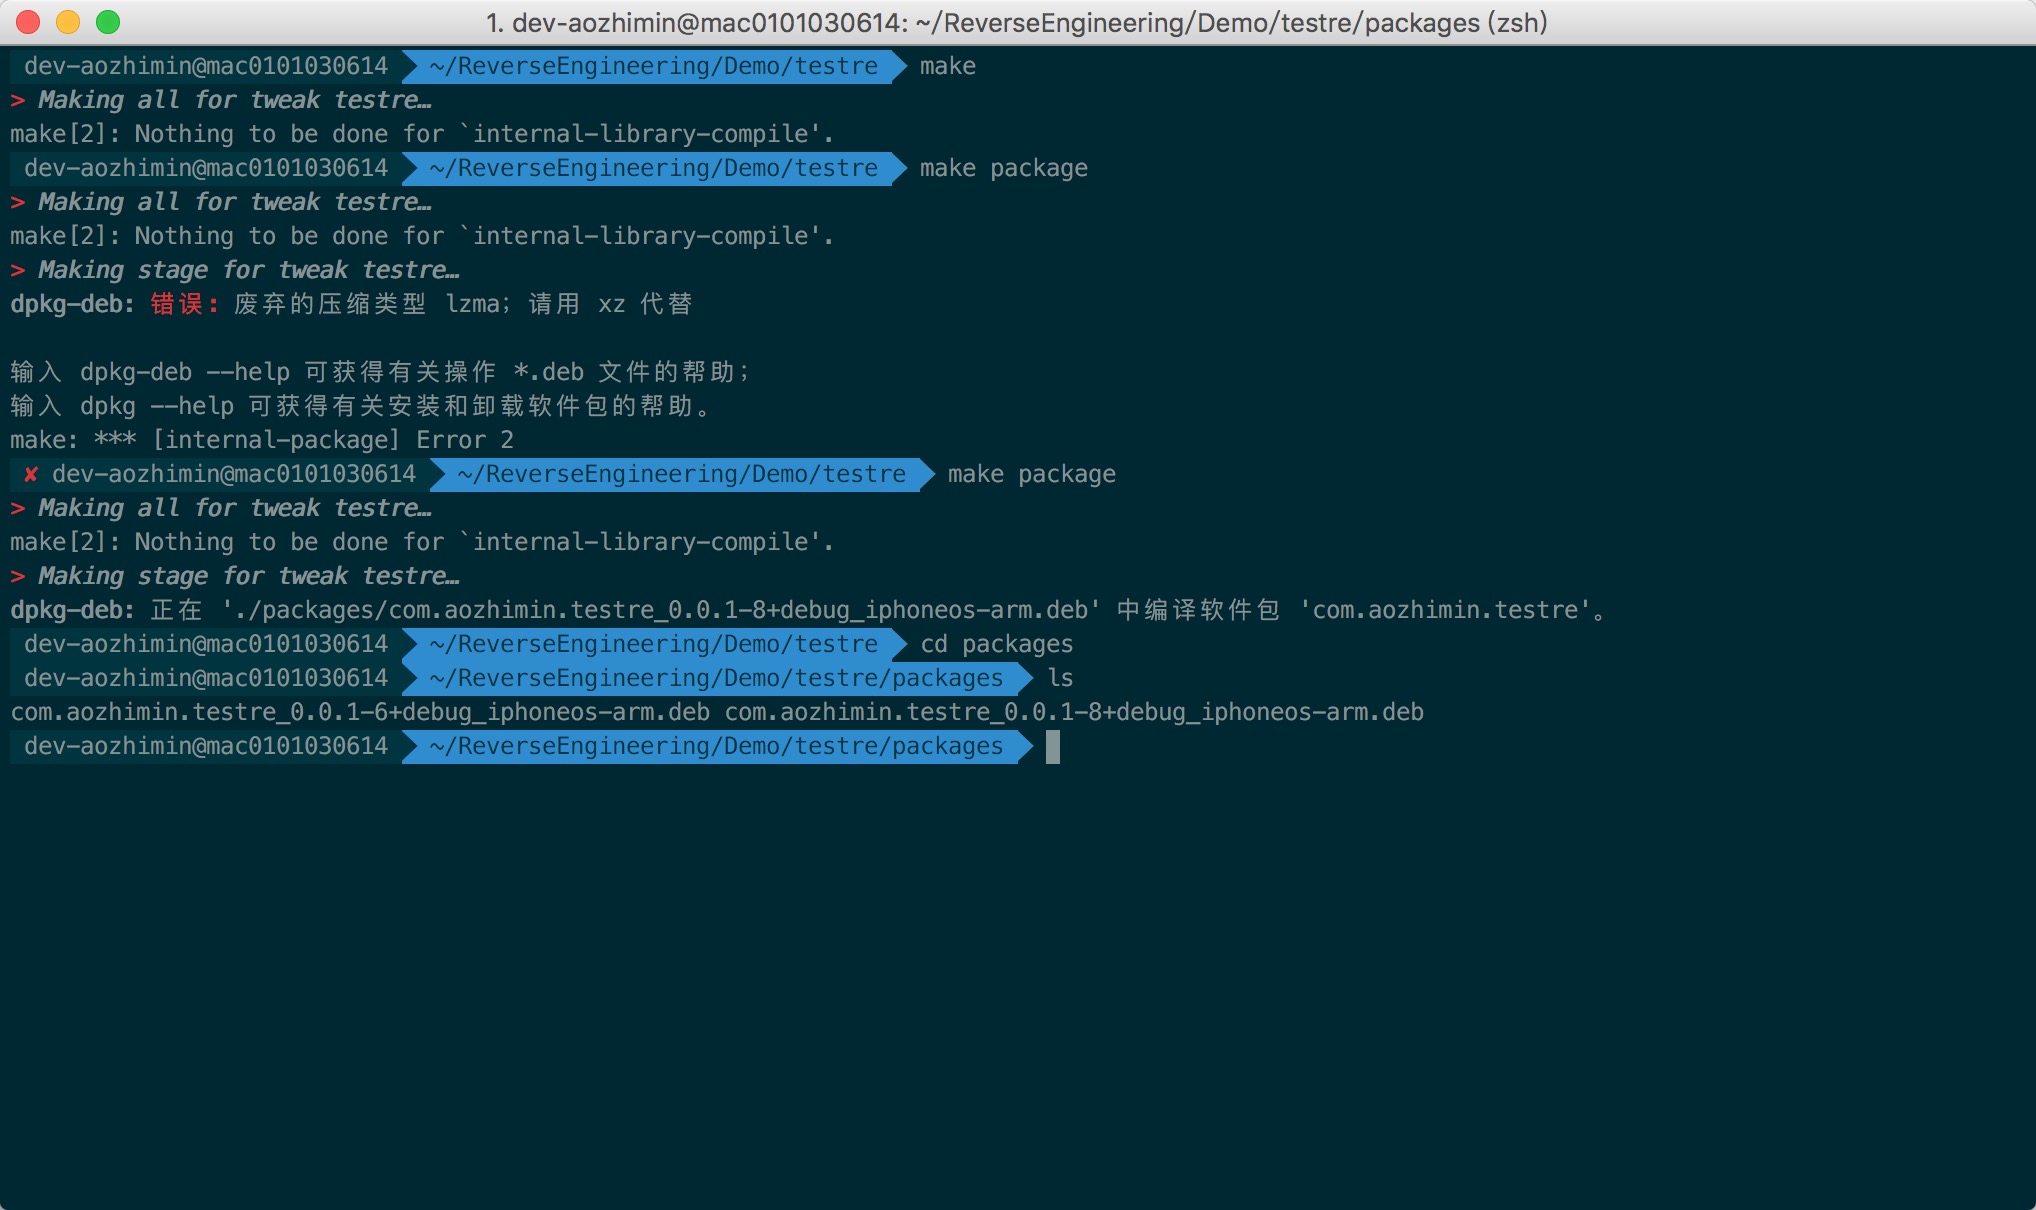 1. dev-aozhimin@mac0101030614: ~/ReverseEngineering/Demo/testre/packages (zsh)
dev-aozhimin@mac0101030614 ~/ReverseEngineering/Demo/testre make
> Making all for tweak testre…
make[2]: Nothing to be done for `internal-library-compile'.
dev-aozhimin@mac0101030614 ~/ReverseEngineering/Demo/testre make package
> Making all for tweak testre…
make[2]: Nothing to be done for `internal-library-compile'.
> Making stage for tweak testre…
dpkg-deb: 错误: 废弃的压缩类型 lzma；请用 xz 代替
输入 dpkg-deb --help 可获得有关操作 *.deb 文件的帮助；
输入 dpkg --help 可获得有关安装和卸载软件包的帮助。
make: *** [internal-package] Error 2
✘ dev-aozhimin@mac0101030614 ~/ReverseEngineering/Demo/testre make package
> Making all for tweak testre…
make[2]: Nothing to be done for `internal-library-compile'.
> Making stage for tweak testre…
dpkg-deb: 正在 './packages/com.aozhimin.testre_0.0.1-8+debug_iphoneos-arm.deb' 中编译软件包 'com.aozhimin.testre'。
dev-aozhimin@mac0101030614 ~/ReverseEngineering/Demo/testre cd packages
dev-aozhimin@mac0101030614 ~/ReverseEngineering/Demo/testre/packages ls
com.aozhimin.testre_0.0.1-6+debug_iphoneos-arm.deb com.aozhimin.testre_0.0.1-8+debug_iphoneos-arm.deb
dev-aozhimin@mac0101030614 ~/ReverseEngineering/Demo/testre/packages